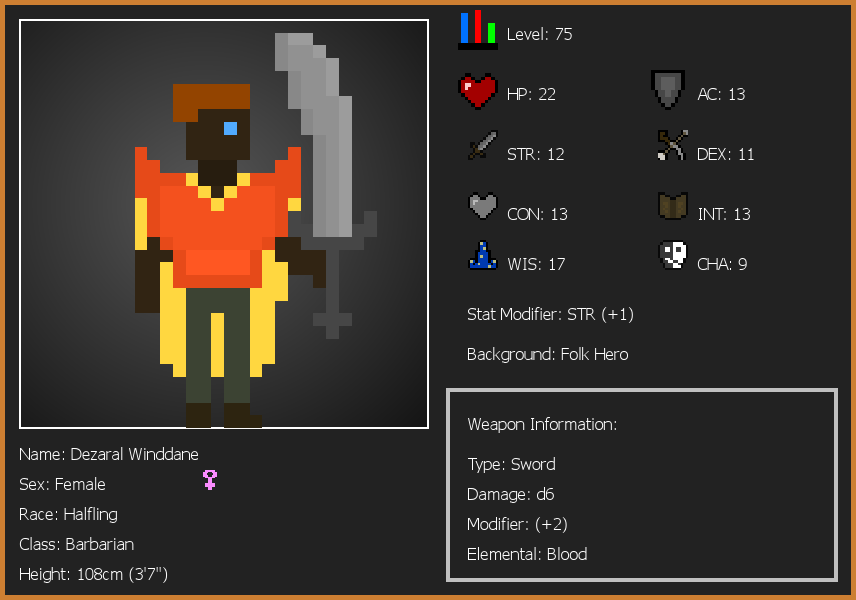 Level: 75
HP: 22
AC: 13
STR: 12
DEX: 11
CON: 13
INT: 13
WIS: 17
CHA: 9
Stat Modifier: STR (+1)
Background: Folk Hero
Weapon Information:
Type: Sword
Damage: d6
Modifier: (+2)
Elemental: Blood
Name: Dezaral Winddane
Sex: Female
Race: Halfling
Class: Barbarian
Height: 108cm (3'7")